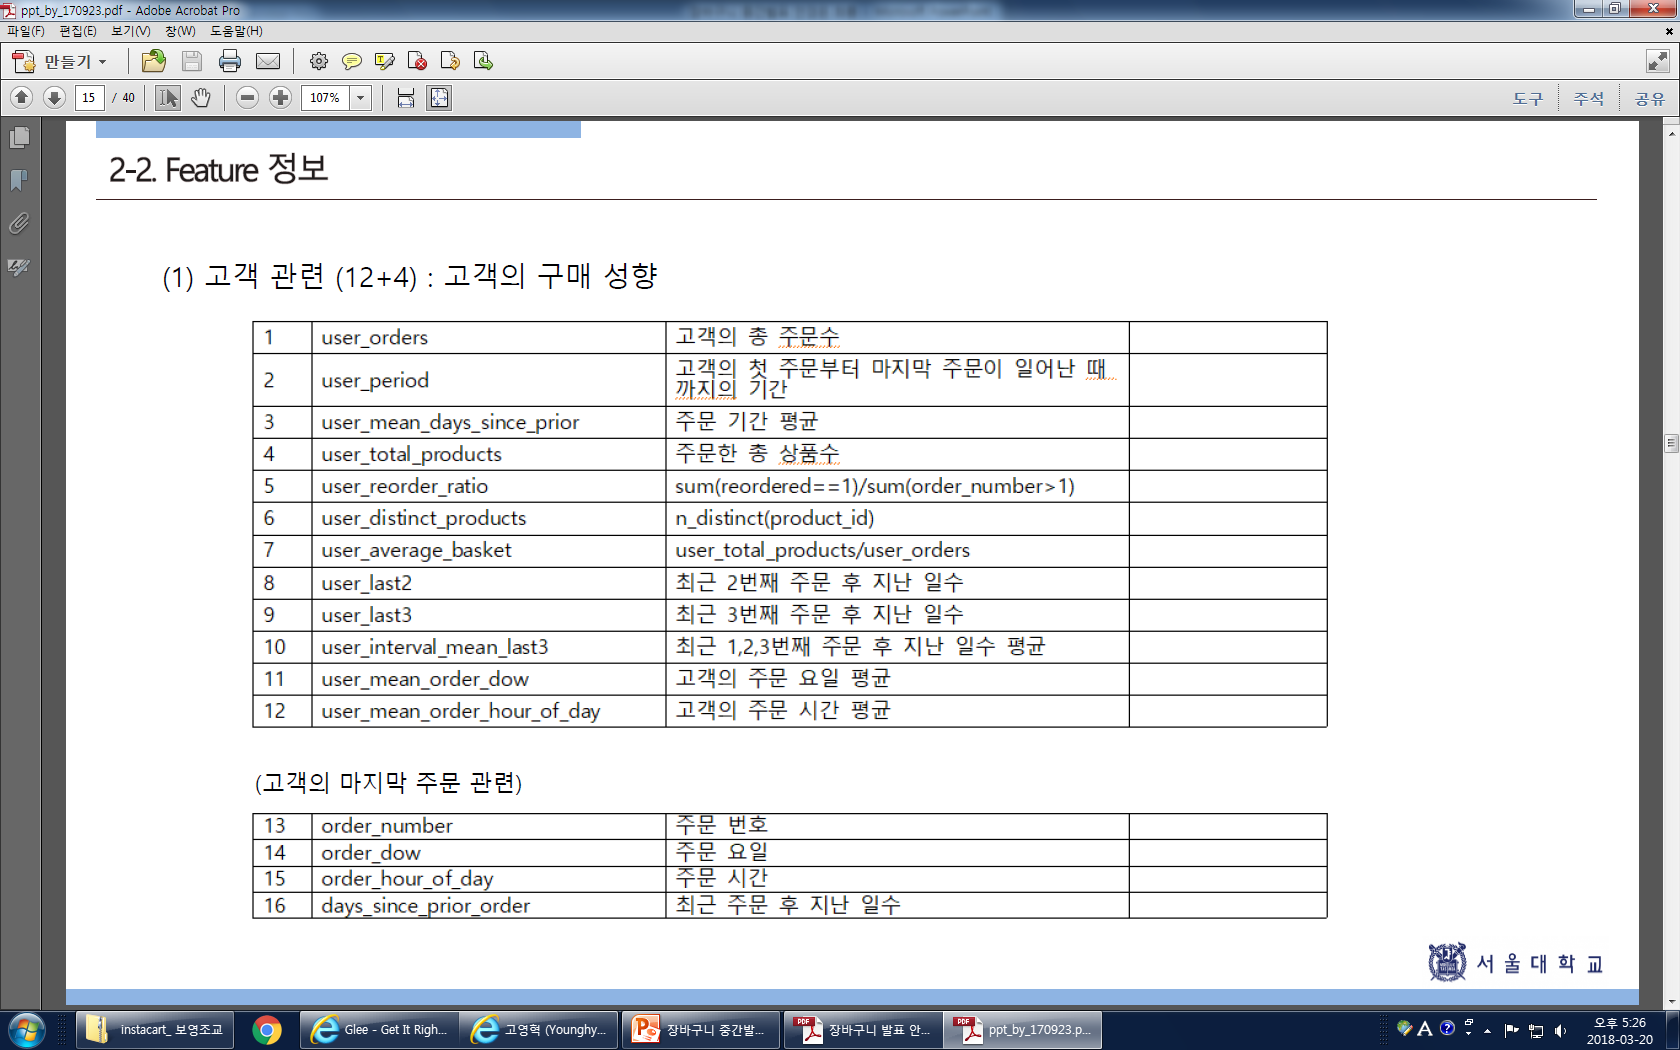 ppt_by_170923.pdf - Adobe Acrobat Pro
파일(F) 편집(E) 보기(V) 창(W) 도움말(H)
만들기
15 / 40 107% 도구 주석 공유
2-2. Feature 정보
(1) 고객 관련 (12+4) : 고객의 구매 성향
1 user_orders 고객의 총 주문수
2 user_period 고객의 첫 주문부터 마지막 주문이 일어난 때
까지의 기간
3 user_mean_days_since_prior 주문 기간 평균
4 user_total_products 주문한 총 상품수
5 user_reorder_ratio sum(reordered==1)/sum(order_number>1)
6 user_distinct_products n_distinct(product_id)
7 user_average_basket user_total_products/user_orders
8 user_last2 최근 2번째 주문 후 지난 일수
9 user_last3 최근 3번째 주문 후 지난 일수
10 user_interval_mean_last3 최근 1,2,3번째 주문 후 지난 일수 평균
11 user_mean_order_dow 고객의 주문 요일 평균
12 user_mean_order_hour_of_day 고객의 주문 시간 평균
(고객의 마지막 주문 관련)
13 order_number 주문 번호
14 order_dow 주문 요일
15 order_hour_of_day 주문 시간
16 days_since_prior_order 최근 주문 후 지난 일수
서울대학교
instacart_ 보영조교 Glee - Get It Righ... 고영혁 (Younghy... 장바구니 중간발... 장바구니 발표 안... ppt_by_170923.p... A 오후 5:26
2018-03-20